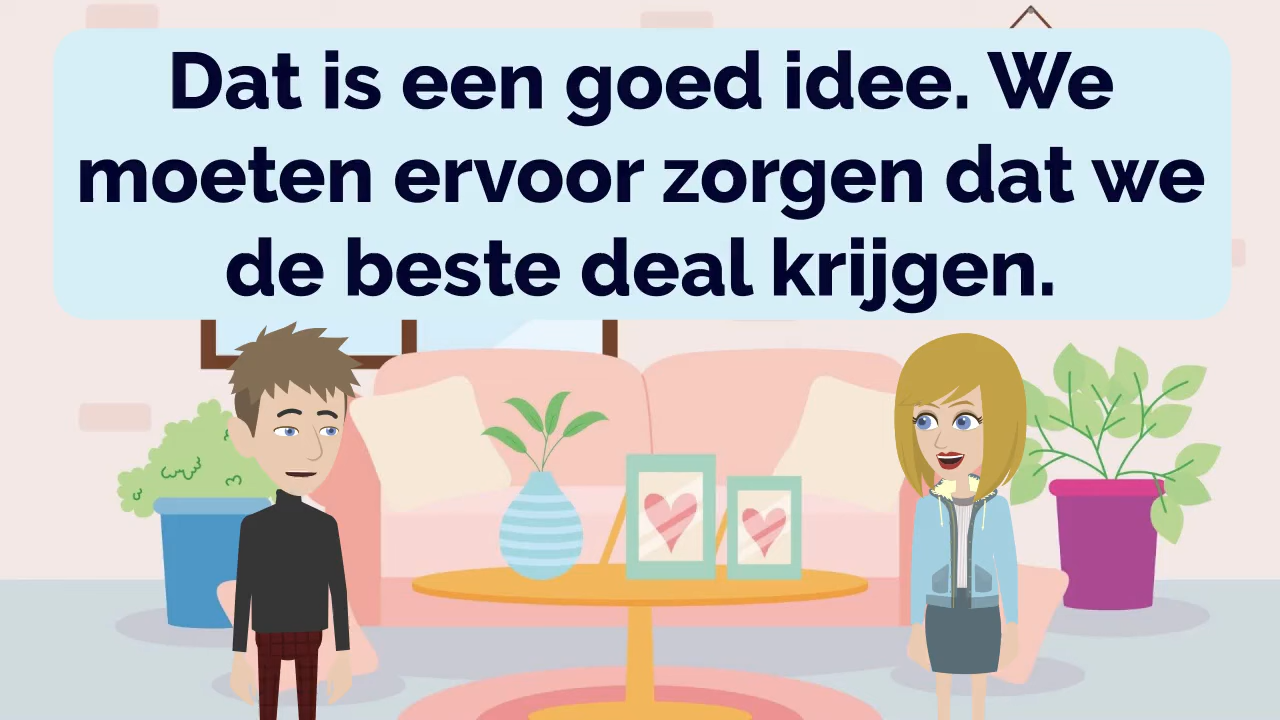 Dat is een goed idee. We
moeten ervoor zorgen dat we
de beste deal krijgen.